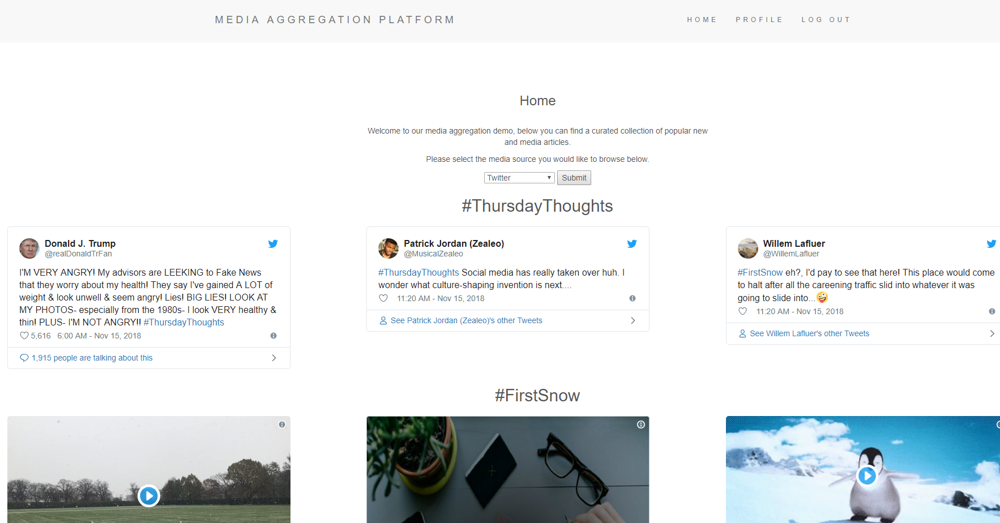 MEDIA AGGREGATION PLATFORM
HOME PROFILE LOG OUT
Home
Welcome to our media aggregation demo, below you can find a curated collection of popular new
and media articles.
Please select the media source you would like to browse below.
Twitter Submit
#ThursdayThoughts
Donald J. Trump
@realDonaldTrFan
I'M VERY ANGRY! My advisors are LEEKING to Fake News
that they worry about my health! They say I've gained A LOT of
weight & look unwell & seem angry! Lies! BIG LIES! LOOK AT
MY PHOTOS- especially from the 1980s- I look VERY healthy &
thin! PLUS- I'M NOT ANGRY!! #ThursdayThoughts
5,616 6:00 AM - Nov 15, 2018
1,915 people are talking about this
Patrick Jordan (Zealeo)
@MusicalZealeo
#ThursdayThoughts Social media has really taken over huh. I
wonder what culture-shaping invention is next....
11:20 AM - Nov 15, 2018
See Patrick Jordan (Zealeo)'s other Tweets
Willem Lafluer
@WillemLafluer
#FirstSnow eh?, I'd pay to see that here! This place would come
to halt after all the careening traffic slid into whatever it was
going to slide into...🤪
11:20 AM - Nov 15, 2018
See Willem Lafluer's other Tweets
#FirstSnow